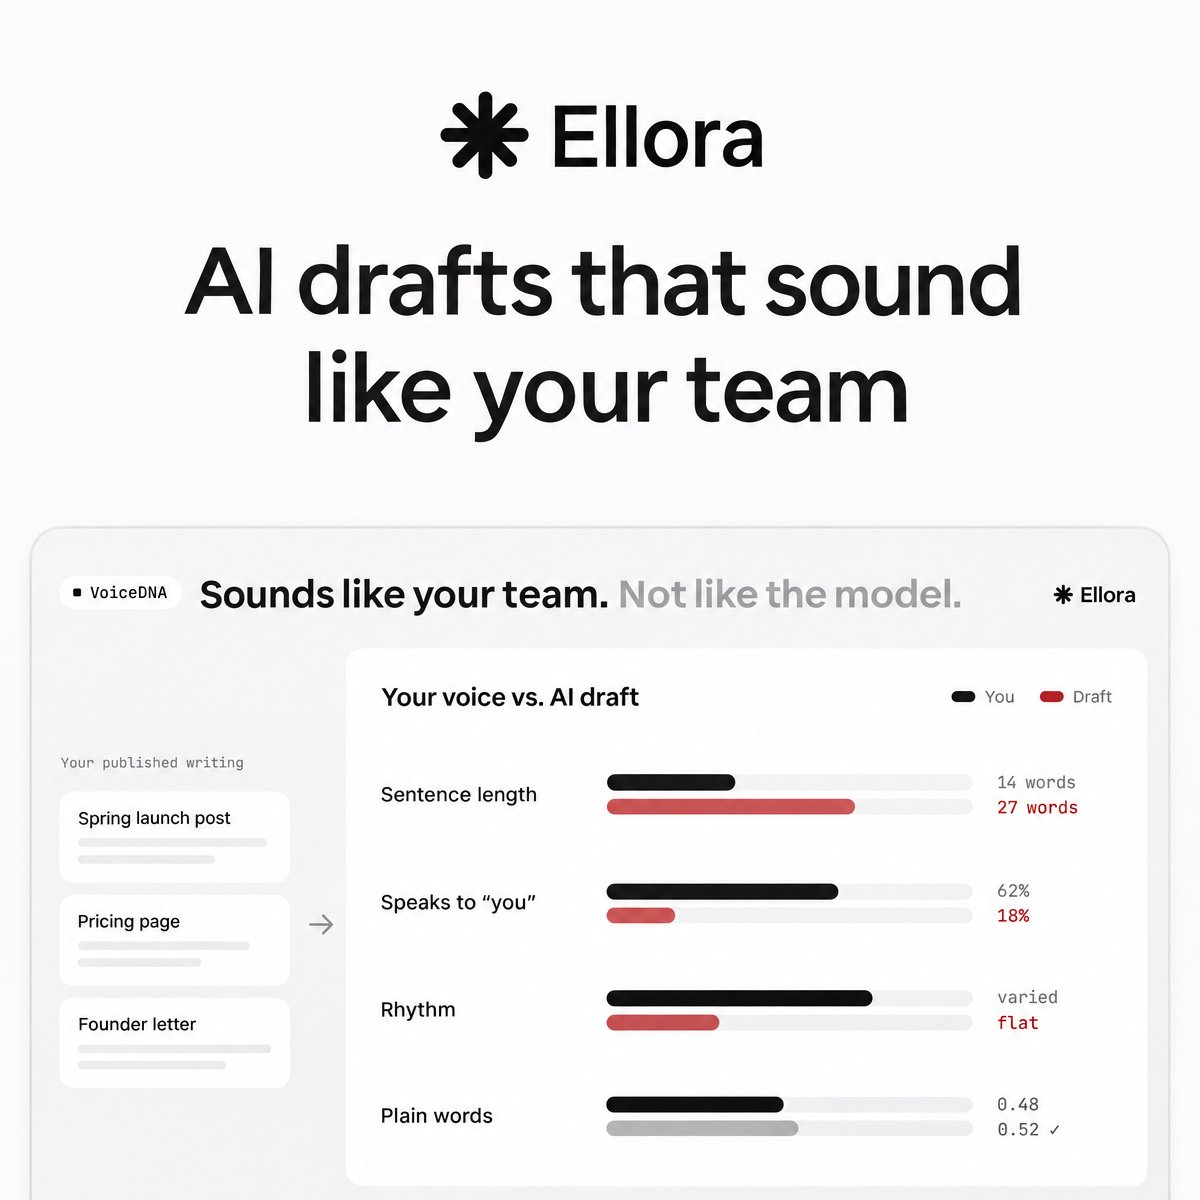 Ellora
AI drafts that sound
like your team
VoiceDNA
Sounds like your team. Not like the model.
Ellora
Your published writing
Spring launch post
Pricing page
Founder letter
→
Your voice vs. AI draft
You
Draft
Sentence length
14 words
27 words
Speaks to “you”
62%
18%
Rhythm
varied
flat
Plain words
0.48
0.52 ✓